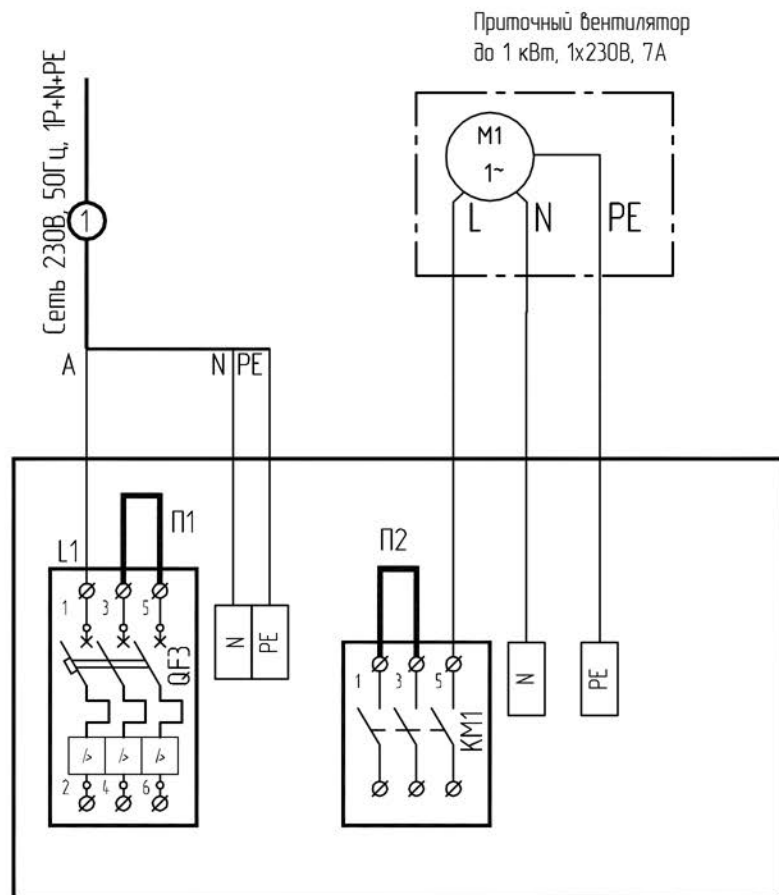 Приточный вентилятор
до 1 кВт, 1х230В, 7А
Сеть 230В, 50Гц, 1P+N+PE
1
M1
1~
L N PE
A N PE
П1
L1
1 3 5
QF3
N PE
I> I> I>
2 4 6
П2
1 3 5
KM1
N
PE